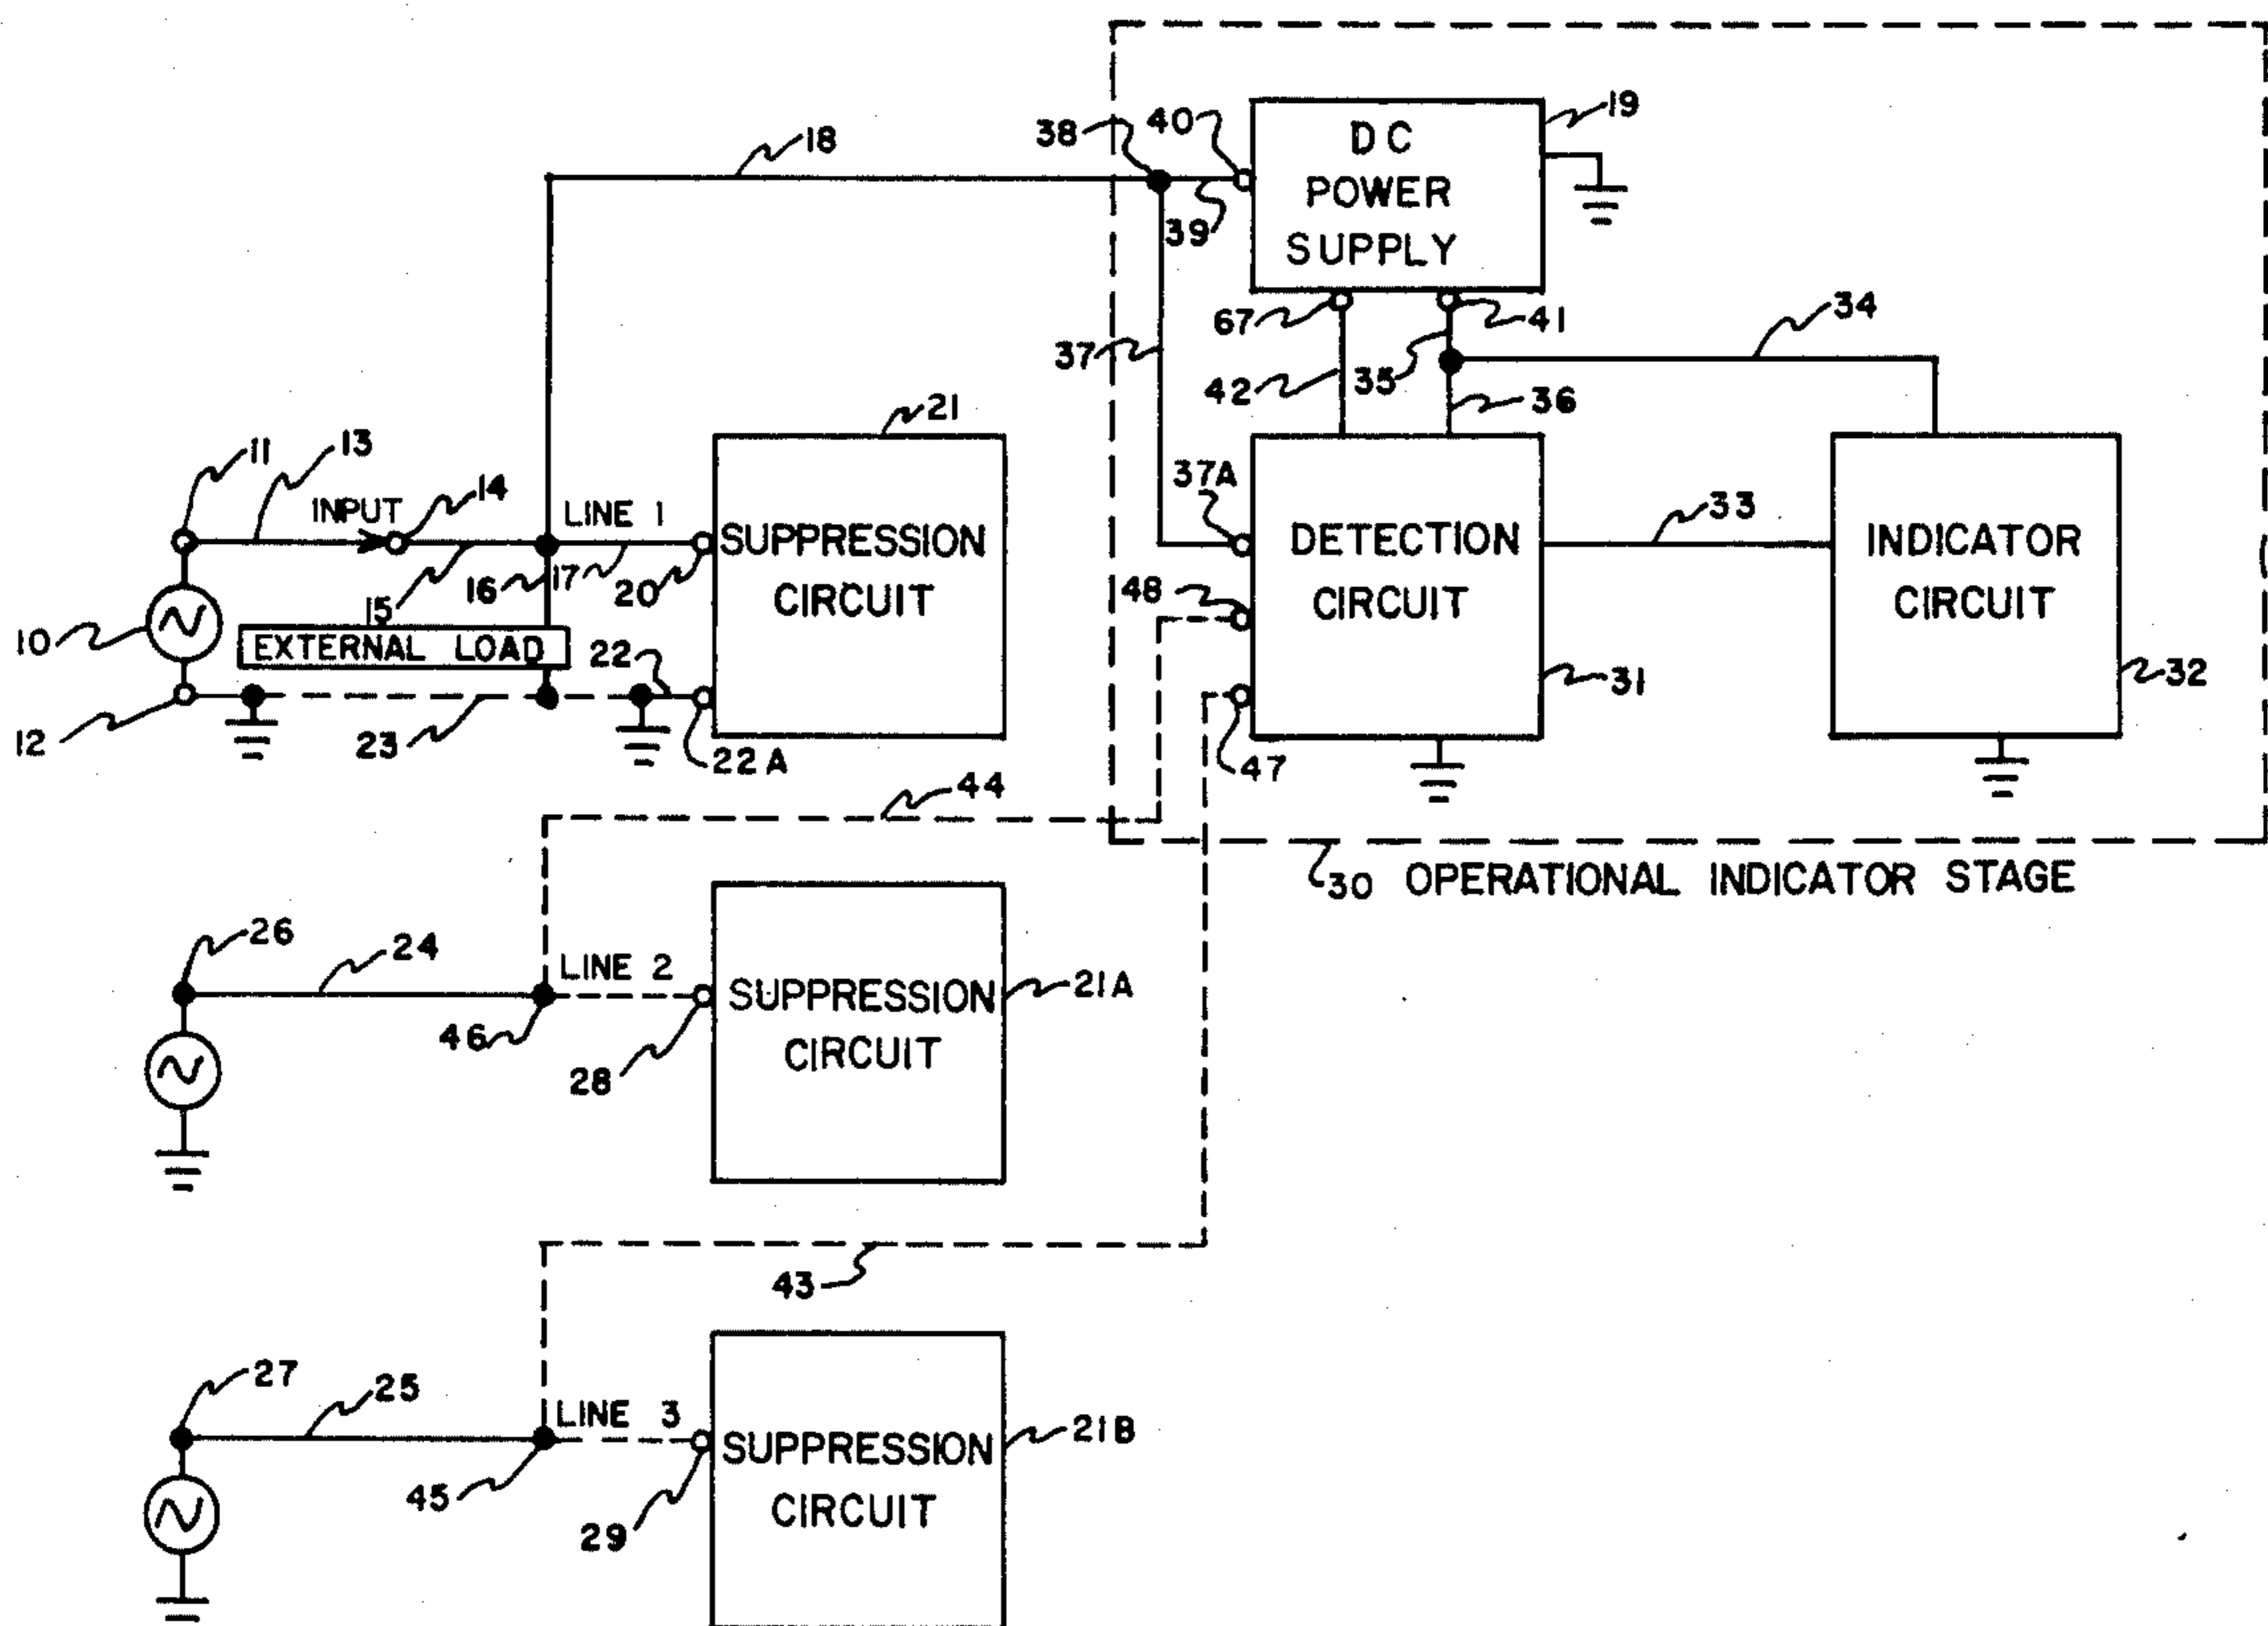 18
38
40
DC
POWER
SUPPLY
19
39
67
41
34
37
42
35
36
21
11
13
INPUT
14
LINE 1
SUPPRESSION
CIRCUIT
37A
DETECTION
CIRCUIT
33
INDICATOR
CIRCUIT
15
16
17
20
48
10
EXTERNAL LOAD
22
31
32
12
23
22A
47
44
30 OPERATIONAL INDICATOR STAGE
26
24
LINE 2
SUPPRESSION
CIRCUIT
21A
46
28
43
27
25
LINE 3
SUPPRESSION
CIRCUIT
21B
45
29